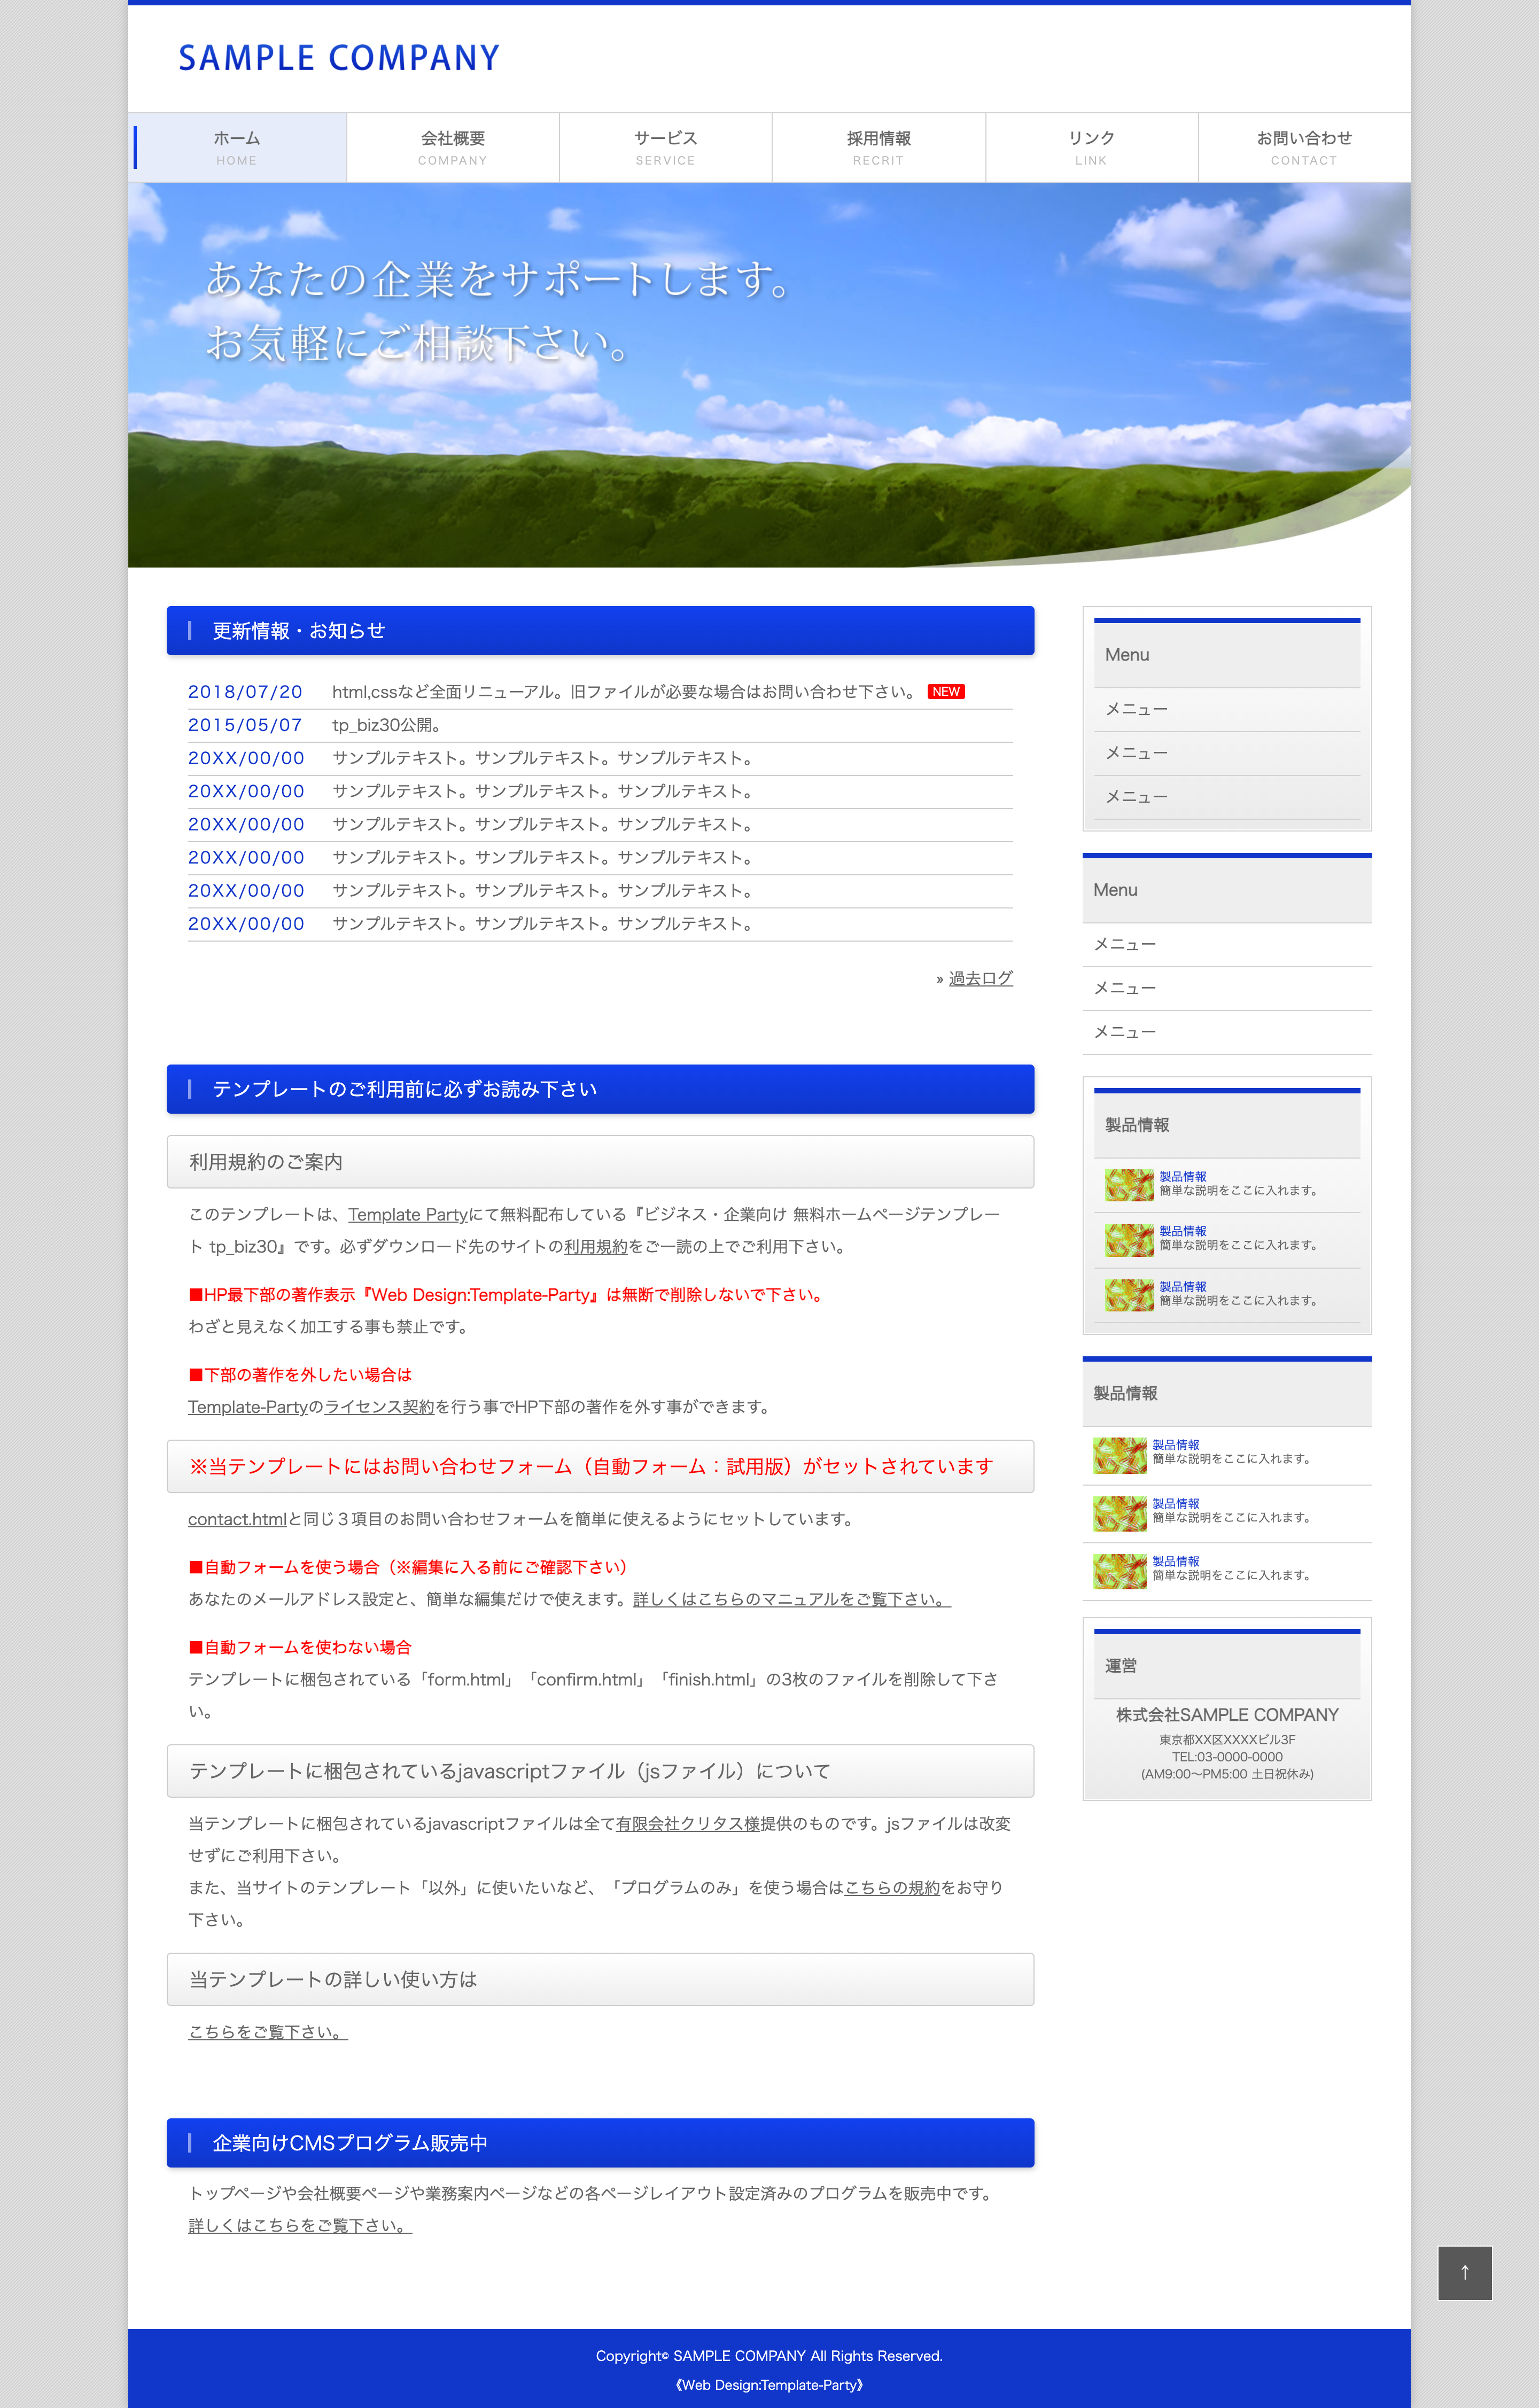 SAMPLE COMPANY
ホーム
HOME
会社概要
COMPANY
サービス
SERVICE
採用情報
RECRIT
リンク
LINK
お問い合わせ
CONTACT
あなたの企業をサポートします。
お気軽にご相談下さい。
更新情報・お知らせ
2018/07/20 html,cssなど全面リニューアル。旧ファイルが必要な場合はお問い合わせ下さい。 NEW
2015/05/07 tp_biz30公開。
20XX/00/00 サンプルテキスト。サンプルテキスト。サンプルテキスト。
20XX/00/00 サンプルテキスト。サンプルテキスト。サンプルテキスト。
20XX/00/00 サンプルテキスト。サンプルテキスト。サンプルテキスト。
20XX/00/00 サンプルテキスト。サンプルテキスト。サンプルテキスト。
20XX/00/00 サンプルテキスト。サンプルテキスト。サンプルテキスト。
20XX/00/00 サンプルテキスト。サンプルテキスト。サンプルテキスト。
» 過去ログ
テンプレートのご利用前に必ずお読み下さい
利用規約のご案内
このテンプレートは、Template Partyにて無料配布している『ビジネス・企業向け 無料ホームページテンプレー
ト tp_biz30』です。必ずダウンロード先のサイトの利用規約をご一読の上でご利用下さい。
■HP最下部の著作表示『Web Design:Template-Party』は無断で削除しないで下さい。
わざと見えなく加工する事も禁止です。
■下部の著作を外したい場合は
Template-Partyのライセンス契約を行う事でHP下部の著作を外す事ができます。
※当テンプレートにはお問い合わせフォーム（自動フォーム：試用版）がセットされています
contact.htmlと同じ３項目のお問い合わせフォームを簡単に使えるようにセットしています。
■自動フォームを使う場合（※編集に入る前にご確認下さい）
あなたのメールアドレス設定と、簡単な編集だけで使えます。詳しくはこちらのマニュアルをご覧下さい。
■自動フォームを使わない場合
テンプレートに梱包されている「form.html」「confirm.html」「finish.html」の3枚のファイルを削除して下さ
い。
テンプレートに梱包されているjavascriptファイル（jsファイル）について
当テンプレートに梱包されているjavascriptファイルは全て有限会社クリタス様提供のものです。jsファイルは改変
せずにご利用下さい。
また、当サイトのテンプレート「以外」に使いたいなど、「プログラムのみ」を使う場合はこちらの規約をお守り
下さい。
当テンプレートの詳しい使い方は
こちらをご覧下さい。
企業向けCMSプログラム販売中
トップページや会社概要ページや業務案内ページなどの各ページレイアウト設定済みのプログラムを販売中です。
詳しくはこちらをご覧下さい。
Menu
メニュー
メニュー
メニュー
Menu
メニュー
メニュー
メニュー
製品情報
製品情報
簡単な説明をここに入れます。
製品情報
簡単な説明をここに入れます。
製品情報
簡単な説明をここに入れます。
製品情報
製品情報
簡単な説明をここに入れます。
製品情報
簡単な説明をここに入れます。
製品情報
簡単な説明をここに入れます。
運営
株式会社SAMPLE COMPANY
東京都XX区XXXXビル3F
TEL:03-0000-0000
(AM9:00〜PM5:00 土日祝休み)
↑
Copyright© SAMPLE COMPANY All Rights Reserved.
《Web Design:Template-Party》